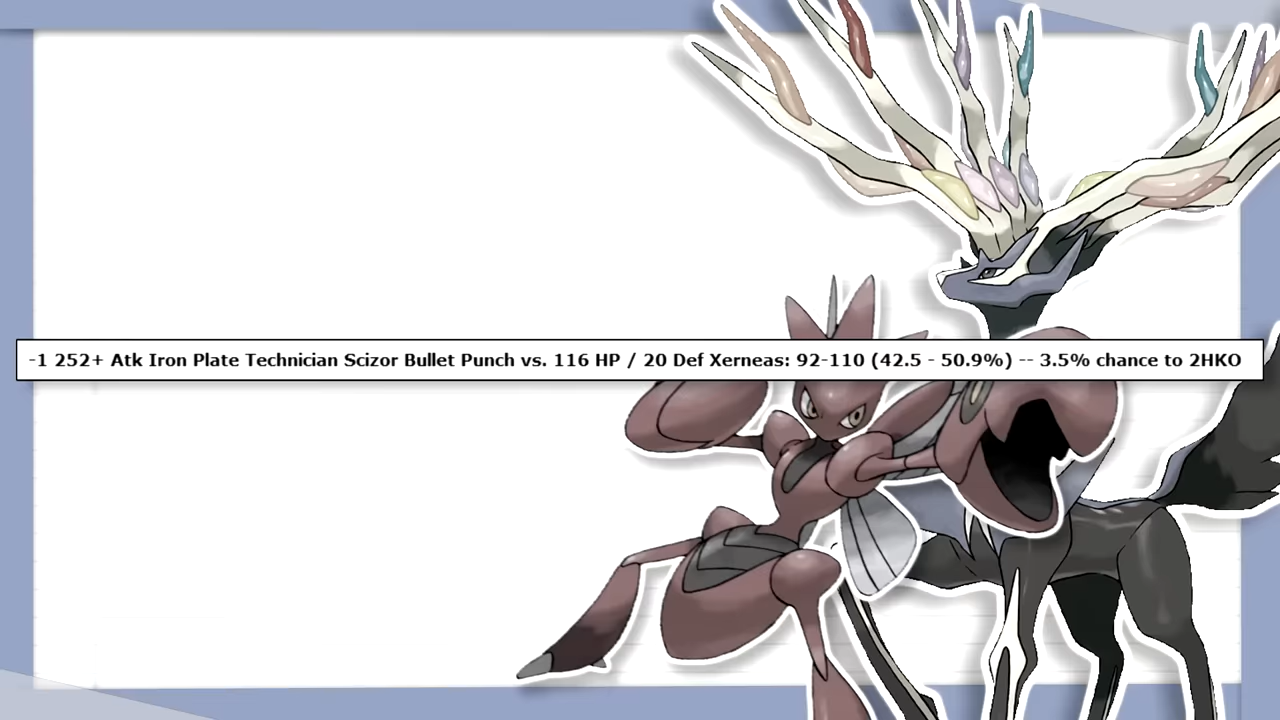 -1 252+ Atk Iron Plate Technician Scizor Bullet Punch vs. 116 HP / 20 Def Xerneas: 92-110 (42.5 - 50.9%) -- 3.5% chance to 2HKO